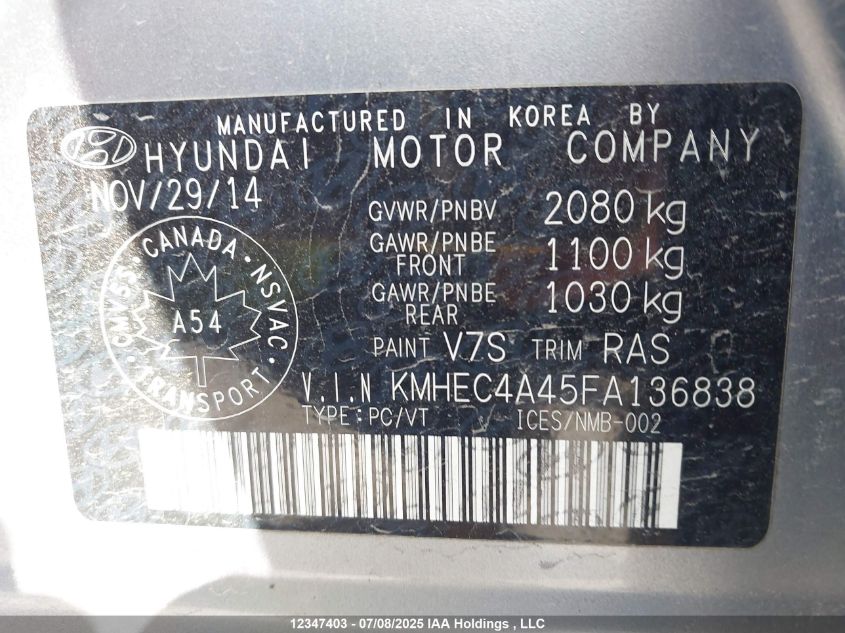 MANUFACTURED IN KOREA BY
HYUNDAI MOTOR COMPANY
NOV/29/14
GVWR/PNBV 2080 kg
GAWR/PNBE FRONT 1100 kg
GAWR/PNBE REAR 1030 kg
CANADA · NSVAC · TRANSPORT · CMVSS
A54
PAINT V7S TRIM RAS
V.I.N KMHEC4A45FA136838
TYPE:PC/VT ICES/NMB-002
12347403 - 07/08/2025 IAA Holdings , LLC